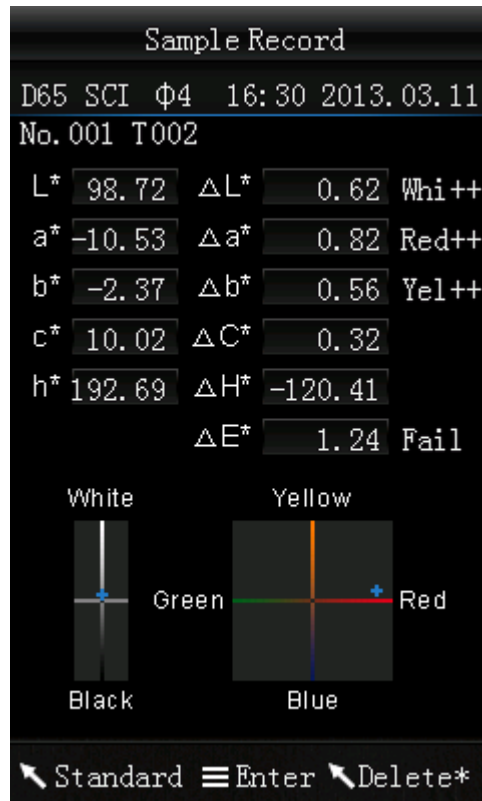 Sample Record
D65 SCI Φ4 16:30 2013.03.11
No.001 T002
L* 98.72 ΔL* 0.62 Whi++
a* -10.53 Δa* 0.82 Red++
b* -2.37 Δb* 0.56 Yel++
c* 10.02 ΔC* 0.32
h* 192.69 ΔH* -120.41
ΔE* 1.24 Fail
White Yellow
Green Red
Black Blue
Standard Enter Delete*